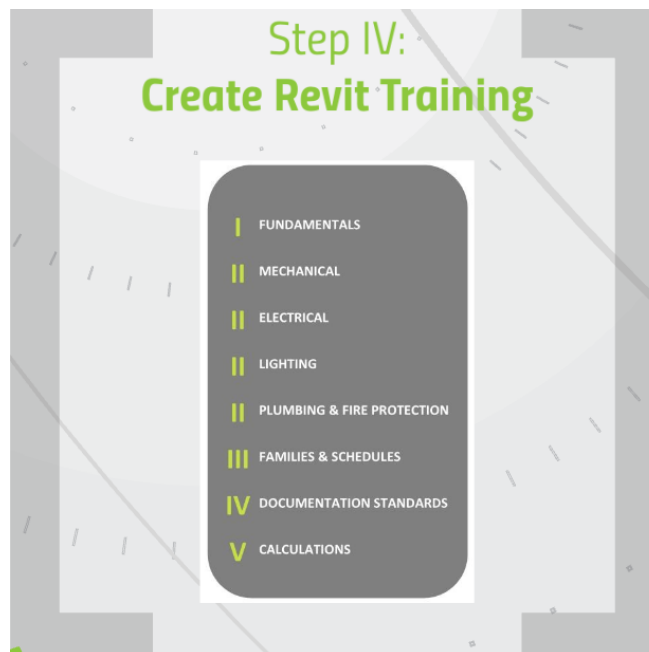 Step IV:
Create Revit Training
I FUNDAMENTALS
II MECHANICAL
II ELECTRICAL
II LIGHTING
II PLUMBING & FIRE PROTECTION
III FAMILIES & SCHEDULES
IV DOCUMENTATION STANDARDS
V CALCULATIONS